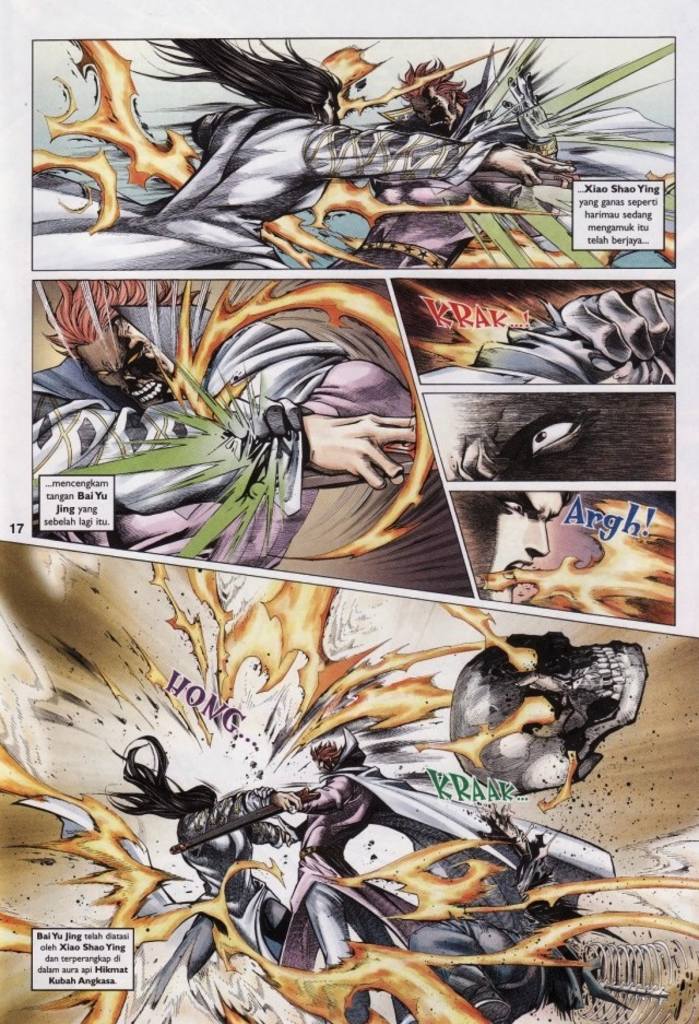 ...Xiao Shao Ying
yang ganas seperti
harimau sedang
mengamuk itu
telah berjaya...
KRAK...!
...mencengkam
tangan Bai Yu
Jing yang
sebelah lagi itu.
Argh!
17
HONG...
KRAAK...
Bai Yu Jing telah diatasi
oleh Xiao Shao Ying
dan terperangkap di
dalam aura api Hikmat
Kubah Angkasa.